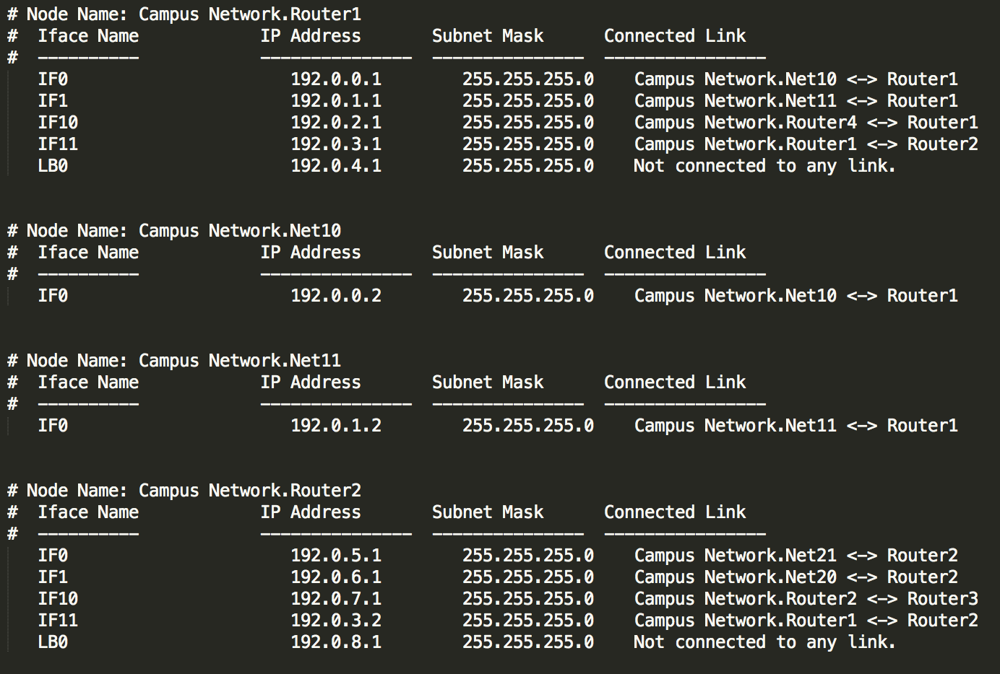 # Node Name: Campus Network.Router1
#  Iface Name            IP Address       Subnet Mask      Connected Link
#  ----------            ---------------  ---------------  ----------------
   IF0                      192.0.0.1        255.255.255.0    Campus Network.Net10 <-> Router1
   IF1                      192.0.1.1        255.255.255.0    Campus Network.Net11 <-> Router1
   IF10                     192.0.2.1        255.255.255.0    Campus Network.Router4 <-> Router1
   IF11                     192.0.3.1        255.255.255.0    Campus Network.Router1 <-> Router2
   LB0                      192.0.4.1        255.255.255.0    Not connected to any link.
# Node Name: Campus Network.Net10
#  Iface Name            IP Address       Subnet Mask      Connected Link
#  ----------            ---------------  ---------------  ----------------
   IF0                      192.0.0.2        255.255.255.0    Campus Network.Net10 <-> Router1
# Node Name: Campus Network.Net11
#  Iface Name            IP Address       Subnet Mask      Connected Link
#  ----------            ---------------  ---------------  ----------------
   IF0                      192.0.1.2        255.255.255.0    Campus Network.Net11 <-> Router1
# Node Name: Campus Network.Router2
#  Iface Name            IP Address       Subnet Mask      Connected Link
#  ----------            ---------------  ---------------  ----------------
   IF0                      192.0.5.1        255.255.255.0    Campus Network.Net21 <-> Router2
   IF1                      192.0.6.1        255.255.255.0    Campus Network.Net20 <-> Router2
   IF10                     192.0.7.1        255.255.255.0    Campus Network.Router2 <-> Router3
   IF11                     192.0.3.2        255.255.255.0    Campus Network.Router1 <-> Router2
   LB0                      192.0.8.1        255.255.255.0    Not connected to any link.